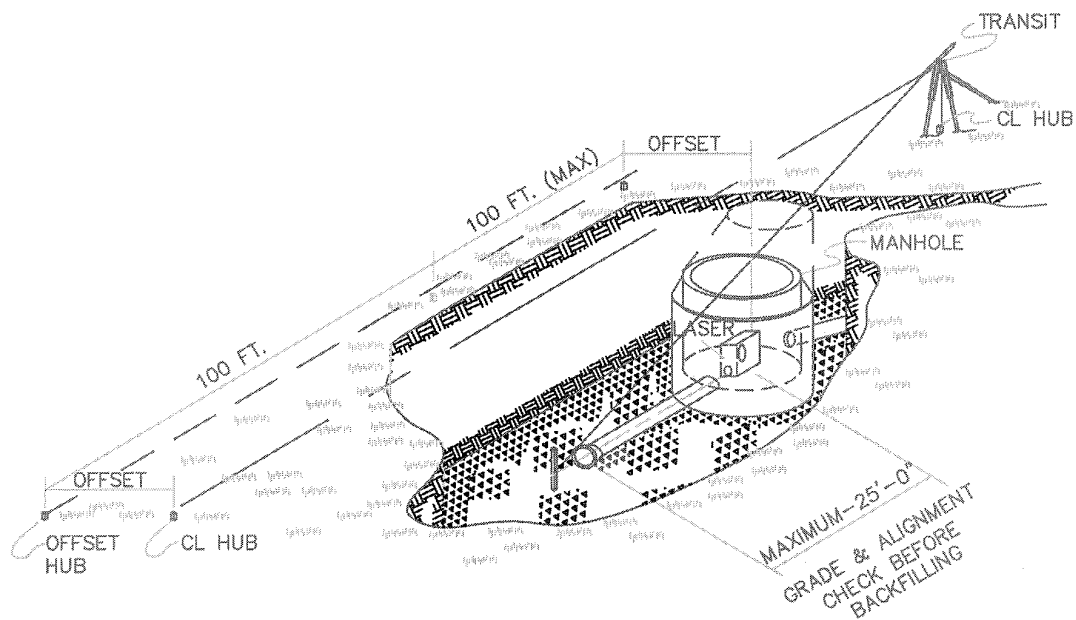 TRANSIT
CL HUB
OFFSET
100 FT. (MAX)
MANHOLE
LASER
100 FT.
OFFSET
OFFSET
HUB
CL HUB
MAXIMUM-25'-0"
GRADE & ALIGNMENT
CHECK BEFORE
BACKFILLING